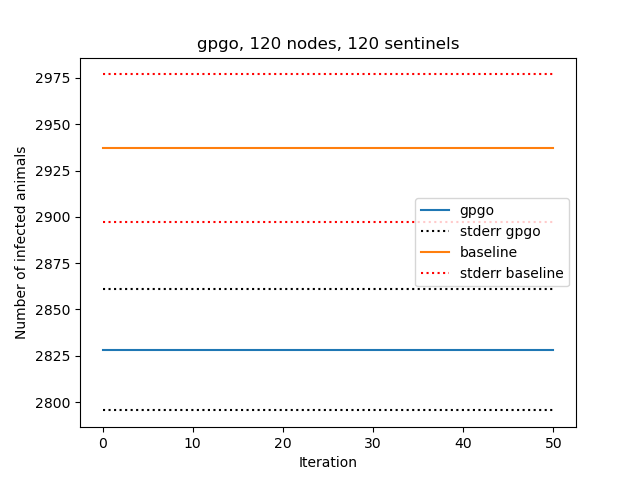 gpgo, 120 nodes, 120 sentinels
Number of infected animals
2975
2950
2925
2900
2875
2850
2825
2800
gpgo
stderr gpgo
baseline
stderr baseline
0 10 20 30 40 50
Iteration